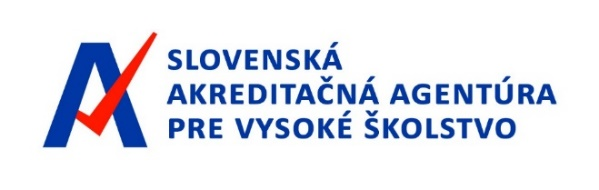 SLOVENSKÁ
AKREDITAČNÁ AGENTÚRA
PRE VYSOKÉ ŠKOLSTVO